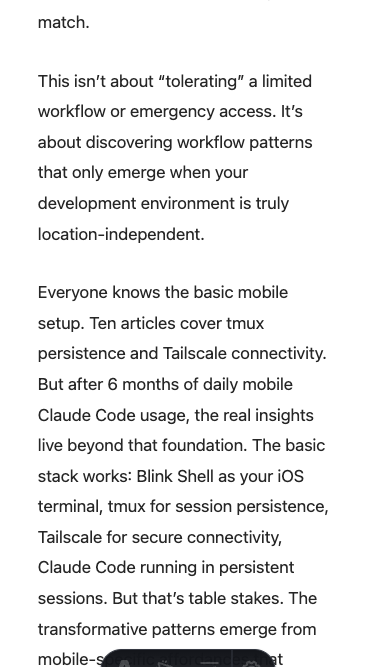 match.
This isn’t about “tolerating” a limited
workflow or emergency access. It’s
about discovering workflow patterns
that only emerge when your
development environment is truly
location-independent.
Everyone knows the basic mobile
setup. Ten articles cover tmux
persistence and Tailscale connectivity.
But after 6 months of daily mobile
Claude Code usage, the real insights
live beyond that foundation. The basic
stack works: Blink Shell as your iOS
terminal, tmux for session persistence,
Tailscale for secure connectivity,
Claude Code running in persistent
sessions. But that’s table stakes. The
transformative patterns emerge from